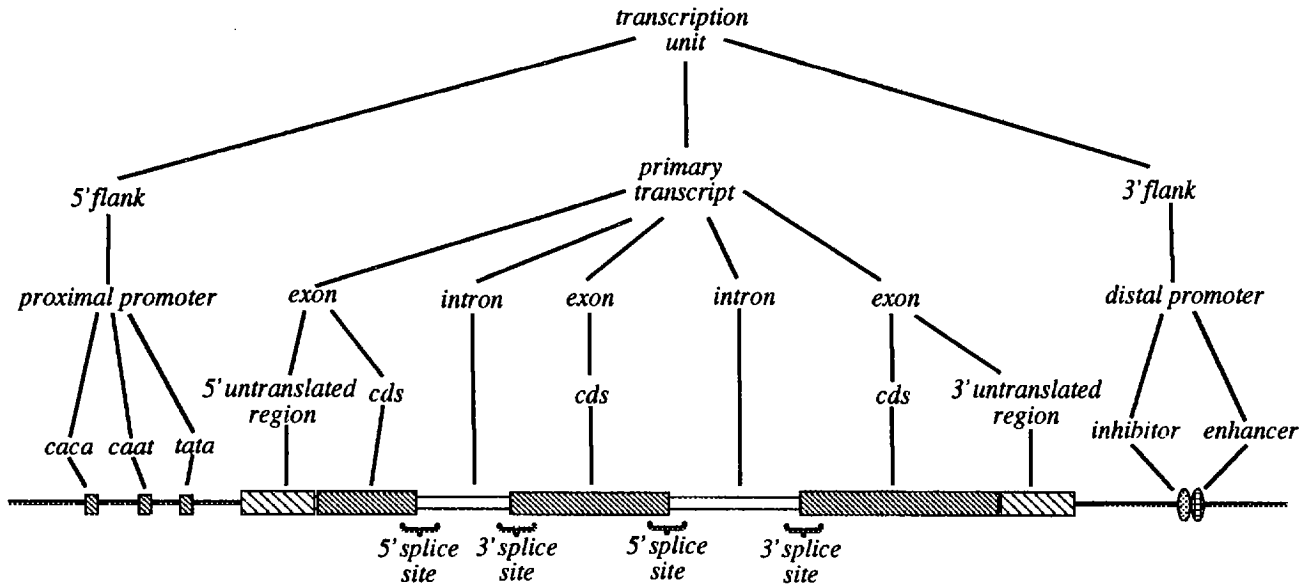 transcription
unit
primary
transcript
5' flank
3' flank
proximal promoter
exon
intron
exon
intron
exon
distal promoter
5' untranslated
region
cds
cds
cds
3' untranslated
region
caca
caat
tata
inhibitor
enhancer
5' splice
site
3' splice
site
5' splice
site
3' splice
site